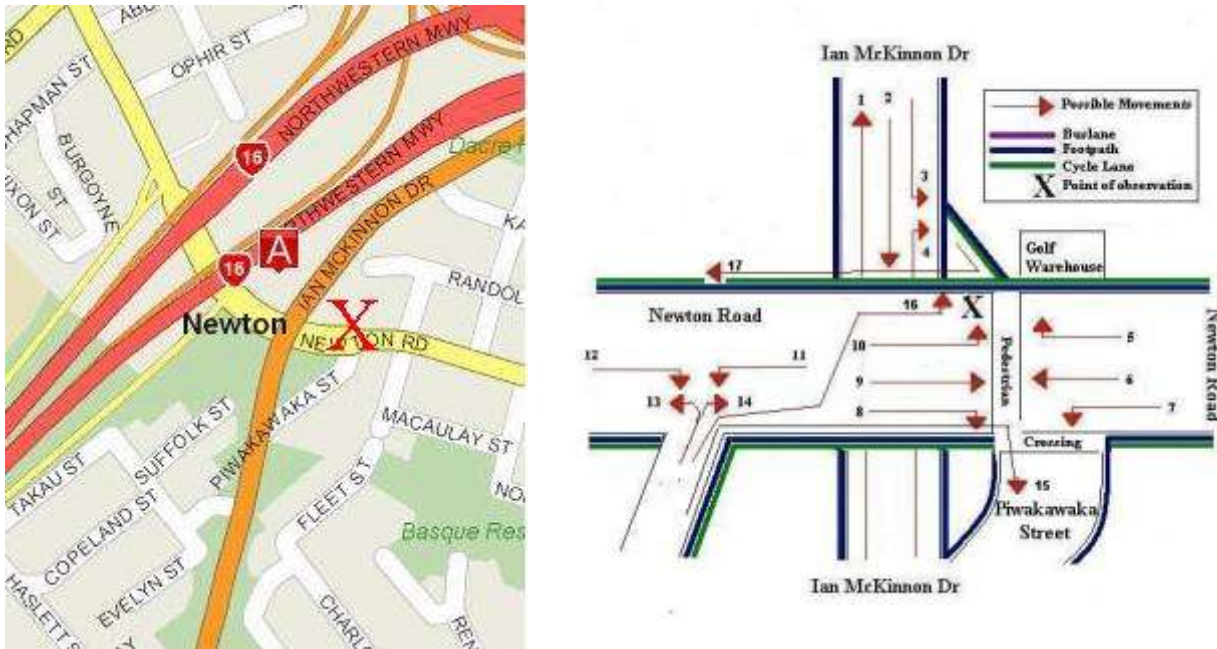 RD
OPHIR ST
CHAPMAN ST
BURGOYNE
ST
NIXON ST
NORTHWESTERN MWY
16
NORTHWESTERN MWY
A
16
IAN MCKINNON DR
X
Newton
NEWTON RD
RANDOL
PIWAKAWAKA ST
SUFFOLK ST
MACAULAY ST
TAKAU ST
COPELAND ST
FLEET ST
Basque Res
EVELYN ST
HASLETT S
AY
CHARL
REN
NO
KA
Ian McKinnon Dr
1
2
3
4
Possible Movements
Buslane
Footpath
Cycle Lane
X Point of observation
17
Golf
Warehouse
Newton Road
16
X
10
5
12
11
9
Pedestrian
6
Newton Road
13
14
8
7
Crossing
15
Piwakawaka
Street
Ian McKinnon Dr